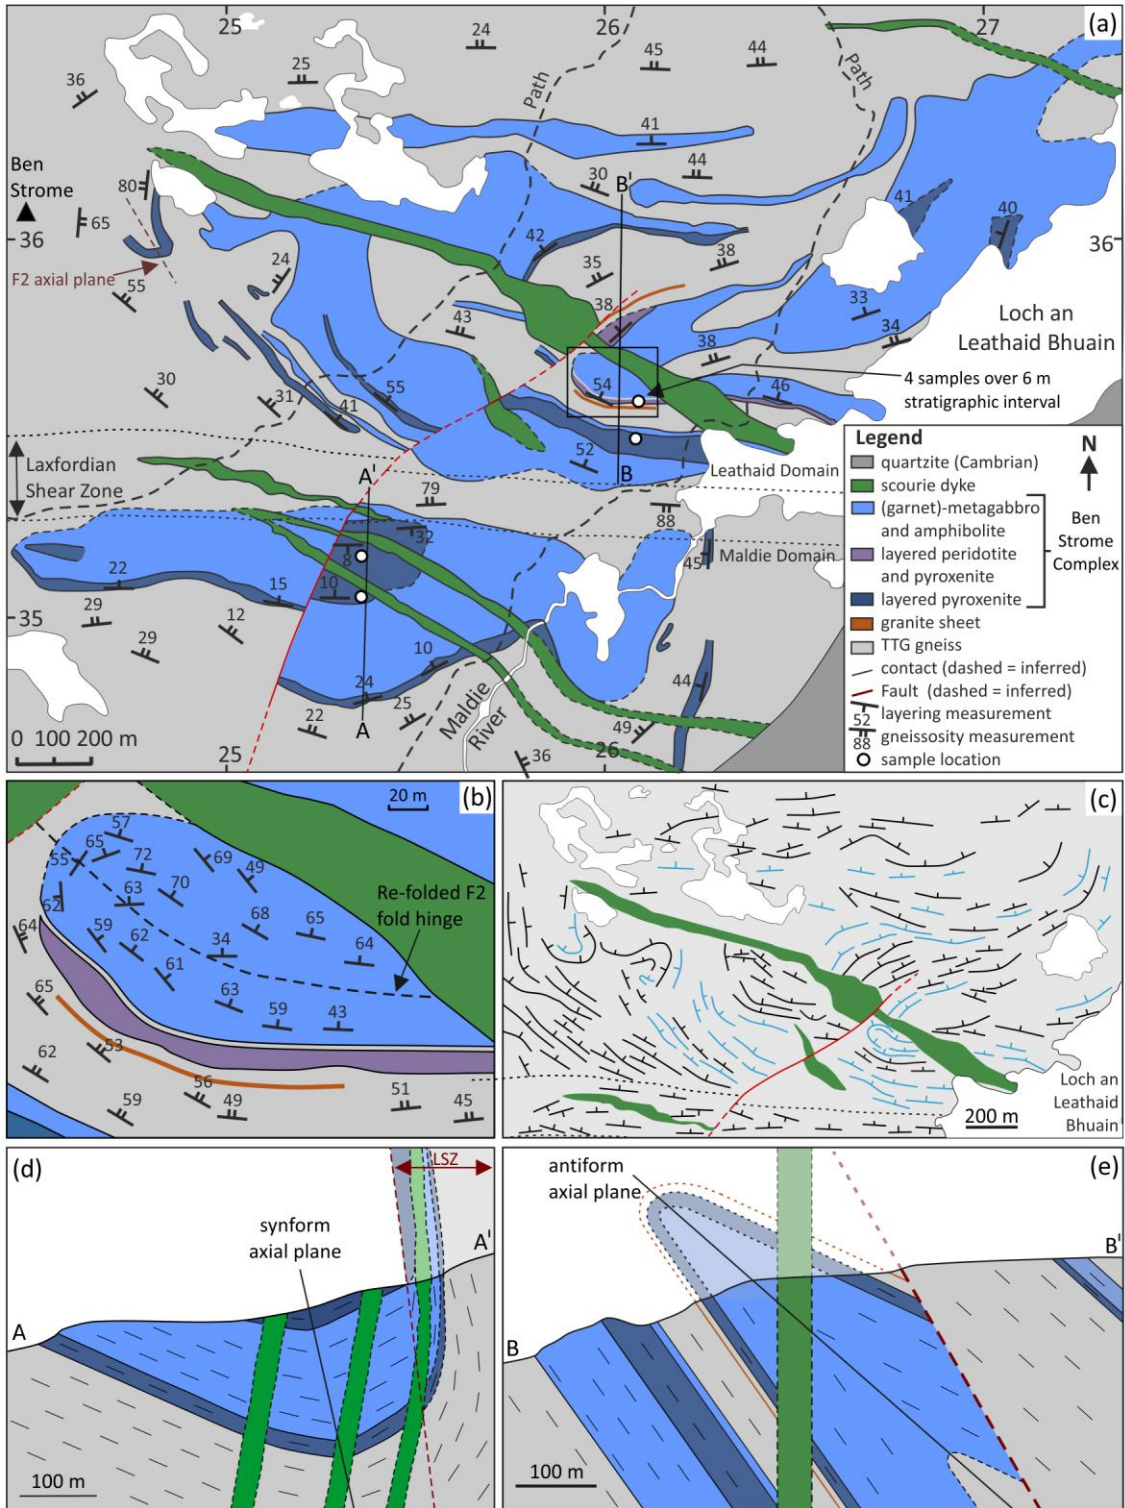 25
26
27
(a)
24
25
36
45
44
Path
Path
41
44
30
B'
Ben
Strome
80
65
36
36
F2 axial plane
55
24
42
35
38
41
40
43
38
38
33
34
Loch an
Leathaid Bhuain
30
31
41
55
54
46
4 samples over 6 m
stratigraphic interval
52
B
Laxfordian
Shear Zone
A'
79
88
Leathaid Domain
Maldie Domain
32
8
10
45
22
15
35
29
12
29
10
24
A
25
22
Maldie
River
44
49
36
0 100 200 m
25
26
Legend
N
quartzite (Cambrian)
scourie dyke
(garnet)-metagabbro
and amphibolite
layered peridotite
and pyroxenite
layered pyroxenite
Ben
Strome
Complex
granite sheet
TTG gneiss
contact (dashed = inferred)
Fault (dashed = inferred)
layering measurement
52
gneissosity measurement
88
sample location
(b)
20 m
57
65
55
72
69
49
62
63
70
64
59
62
68
65
34
64
61
63
59
43
65
53
62
56
59
49
51
45
Re-folded F2
fold hinge
(c)
Loch an
Leathaid
Bhuain
200 m
(d)
LSZ
synform
axial plane
A'
A
100 m
(e)
antiform
axial plane
B'
B
100 m